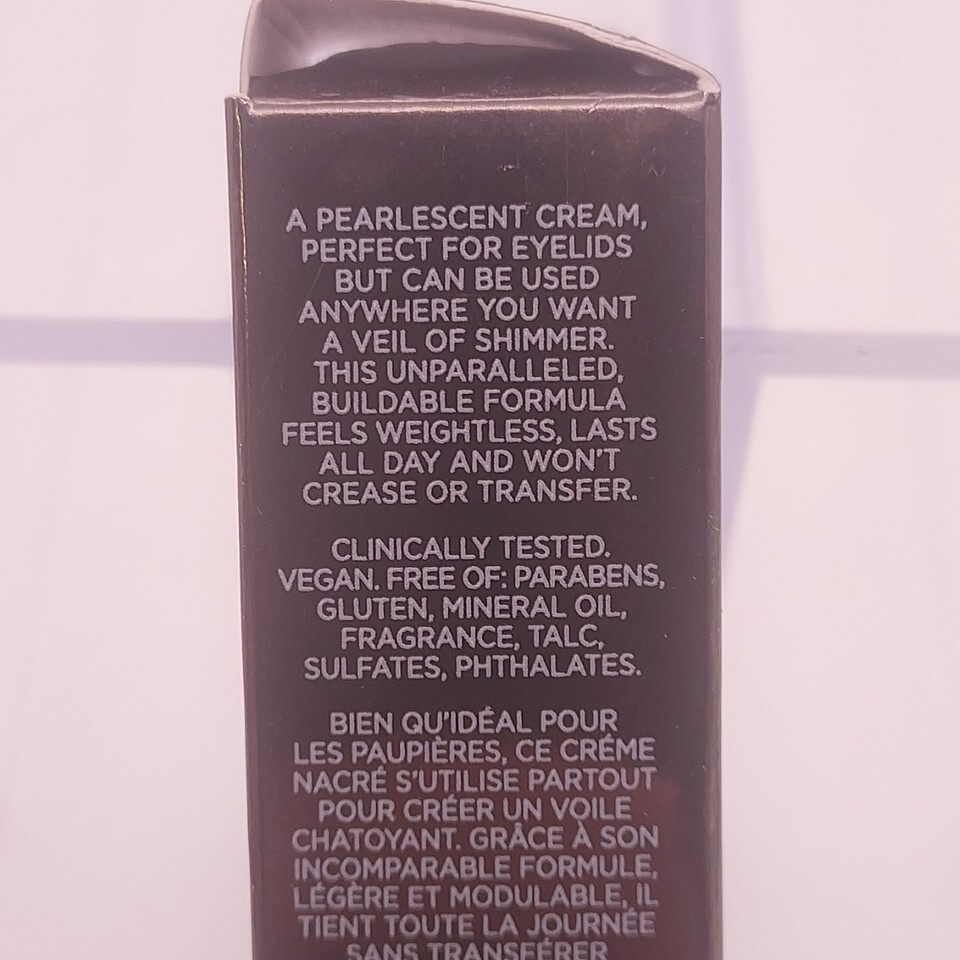 A PEARLESCENT CREAM,
PERFECT FOR EYELIDS
BUT CAN BE USED
ANYWHERE YOU WANT
A VEIL OF SHIMMER.
THIS UNPARALLELED,
BUILDABLE FORMULA
FEELS WEIGHTLESS, LASTS
ALL DAY AND WON'T
CREASE OR TRANSFER.
CLINICALLY TESTED.
VEGAN. FREE OF: PARABENS,
GLUTEN, MINERAL OIL,
FRAGRANCE, TALC,
SULFATES, PHTHALATES.
BIEN QU'IDÉAL POUR
LES PAUPIÈRES, CE CRÉME
NACRÉ S'UTILISE PARTOUT
POUR CRÉER UN VOILE
CHATOYANT. GRÂCE À SON
INCOMPARABLE FORMULE,
LÉGÈRE ET MODULABLE, IL
TIENT TOUTE LA JOURNÉE
SANS TRANSFÉRER